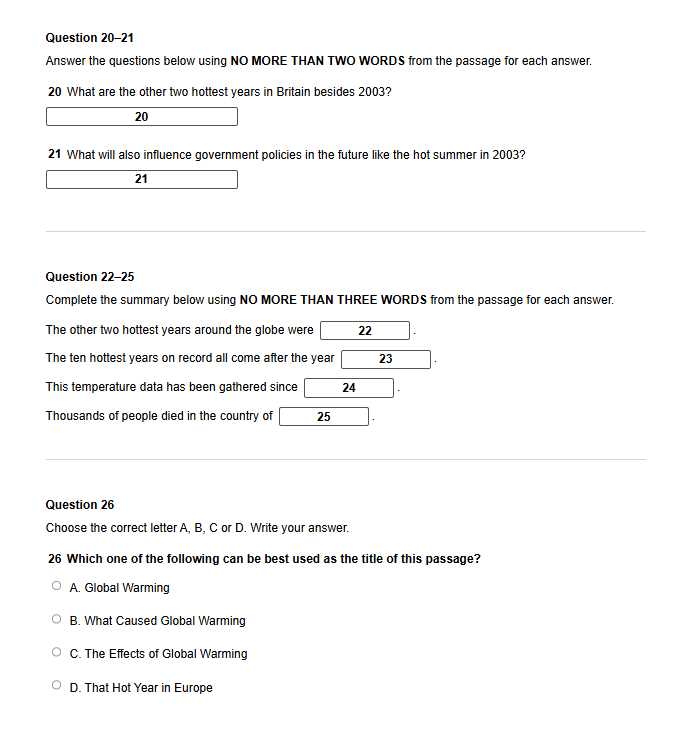 Question 20–21
Answer the questions below using NO MORE THAN TWO WORDS from the passage for each answer.
20 What are the other two hottest years in Britain besides 2003?
20
21 What will also influence government policies in the future like the hot summer in 2003?
21
Question 22–25
Complete the summary below using NO MORE THAN THREE WORDS from the passage for each answer.
The other two hottest years around the globe were 22 .
The ten hottest years on record all come after the year 23 .
This temperature data has been gathered since 24 .
Thousands of people died in the country of 25 .
Question 26
Choose the correct letter A, B, C or D. Write your answer.
26 Which one of the following can be best used as the title of this passage?
A. Global Warming
B. What Caused Global Warming
C. The Effects of Global Warming
D. That Hot Year in Europe